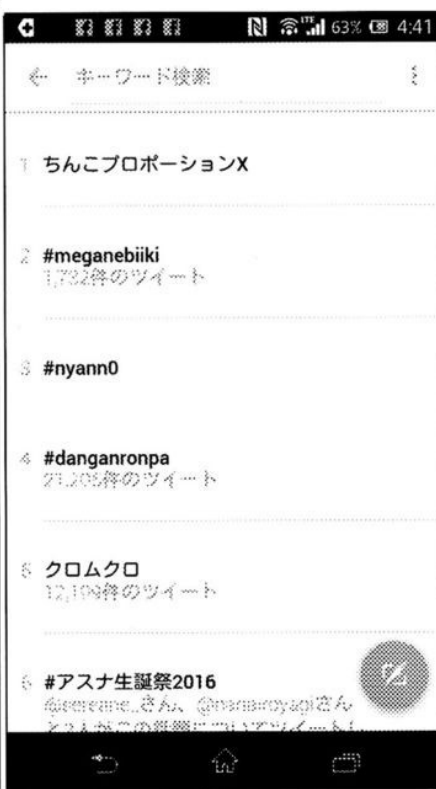 63% 4:41
キーワード検索
1 ちんこプロポーションX
2 #meganebiiki
1,732件のツイート
3 #nyann0
4 #danganronpa
21,205件のツイート
5 クロムクロ
12,109件のツイート
6 #アスナ生誕祭2016